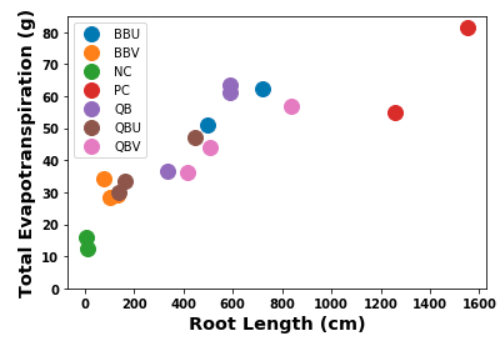 Total Evapotranspiration (g)
80
70
60
50
40
30
20
10
0
BBU
BBV
NC
PC
QB
QBU
QBV
0 200 400 600 800 1000 1200 1400 1600
Root Length (cm)